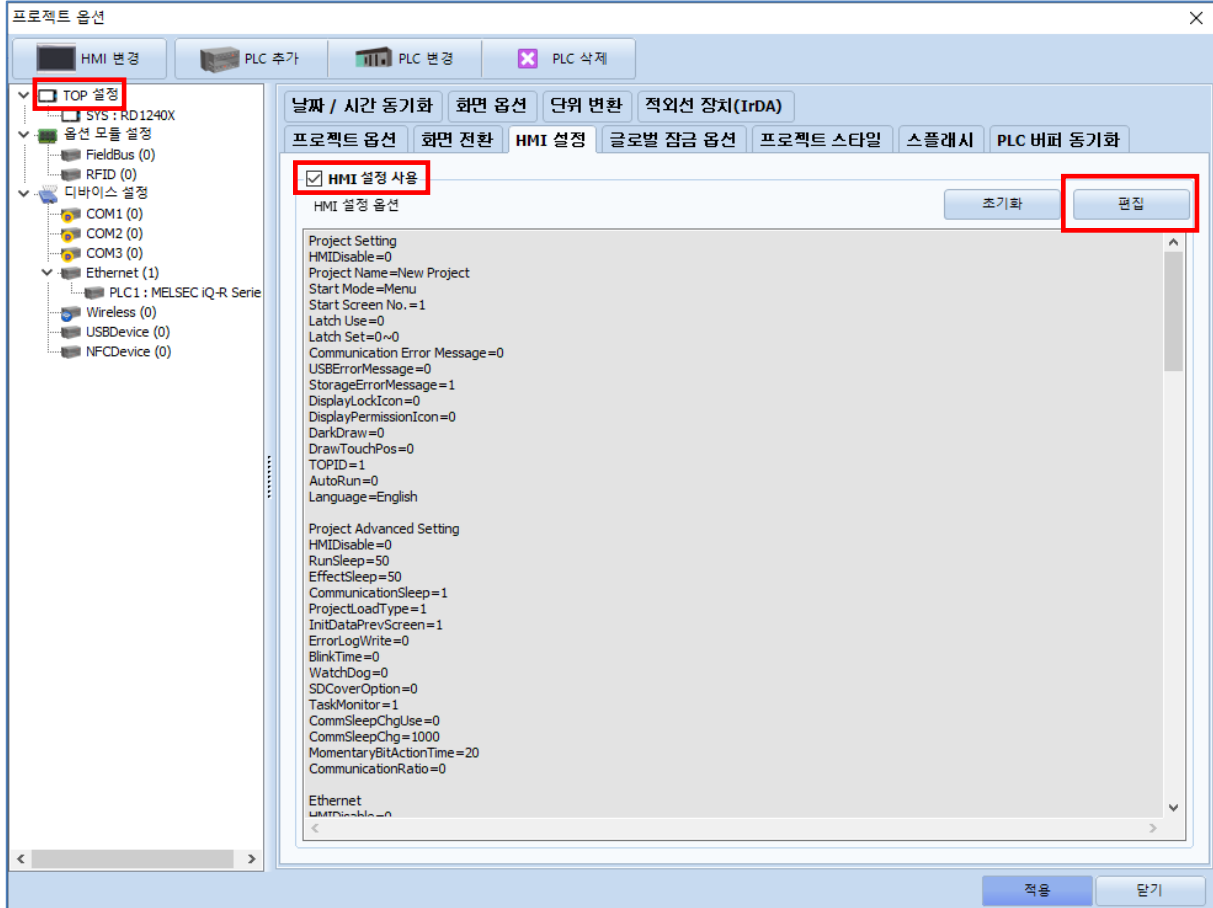 프로젝트 옵션
HMI 변경
PLC 추가
PLC 변경
PLC 삭제
TOP 설정
SYS : RD1240X
옵션 모듈 설정
FieldBus (0)
RFID (0)
디바이스 설정
COM1 (0)
COM2 (0)
COM3 (0)
Ethernet (1)
PLC1 : MELSEC iQ-R Serie
Wireless (0)
USBDevice (0)
NFCDevice (0)
날짜 / 시간 동기화 화면 옵션 단위 변환 적외선 장치(IrDA)
프로젝트 옵션 화면 전환 HMI 설정 글로벌 잠금 옵션 프로젝트 스타일 스플래시 PLC 버퍼 동기화
HMI 설정 사용
HMI 설정 옵션
초기화
편집
Project Setting
HMIDisable=0
Project Name=New Project
Start Mode=Menu
Start Screen No.=1
Latch Use=0
Latch Set=0~0
Communication Error Message=0
USBErrorMessage=0
StorageErrorMessage=1
DisplayLockIcon=0
DisplayPermissionIcon=0
DarkDraw=0
DrawTouchPos=0
TOPID=1
AutoRun=0
Language=English
Project Advanced Setting
HMIDisable=0
RunSleep=50
EffectSleep=50
CommunicationSleep=1
ProjectLoadType=1
InitDataPrevScreen=1
ErrorLogWrite=0
BlinkTime=0
WatchDog=0
SDCoverOption=0
TaskMonitor=1
CommSleepChgUse=0
CommSleepChg=1000
MomentaryBitActionTime=20
CommunicationRatio=0
Ethernet
HMIDisable=0
적용
닫기